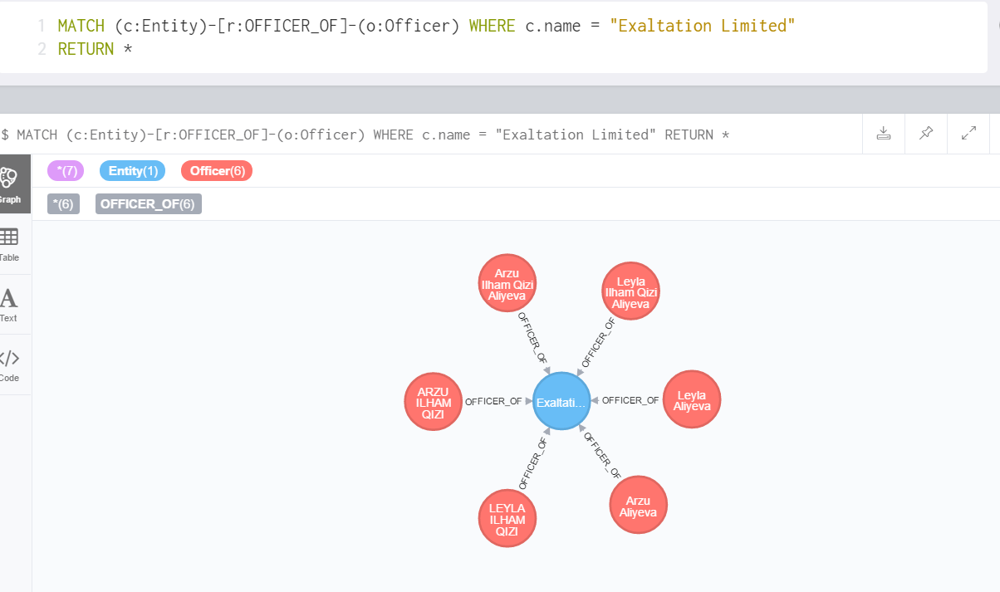 1 MATCH (c:Entity)-[r:OFFICER_OF]-(o:Officer) WHERE c.name = "Exaltation Limited"
2 RETURN *
$ MATCH (c:Entity)-[r:OFFICER_OF]-(o:Officer) WHERE c.name = "Exaltation Limited" RETURN *
*(7) Entity(1) Officer(6)
*(6) OFFICER_OF(6)
Graph
Table
A
Text
</>
Code
Arzu
Ilham Qizi
Aliyeva
Leyla
Ilham Qizi
Aliyeva
OFFICER_OF
OFFICER_OF
ARZU
ILHAM
QIZI
OFFICER_OF
Exaltati...
OFFICER_OF
Leyla
Aliyeva
OFFICER_OF
OFFICER_OF
LEYLA
ILHAM
QIZI
Arzu
Aliyeva